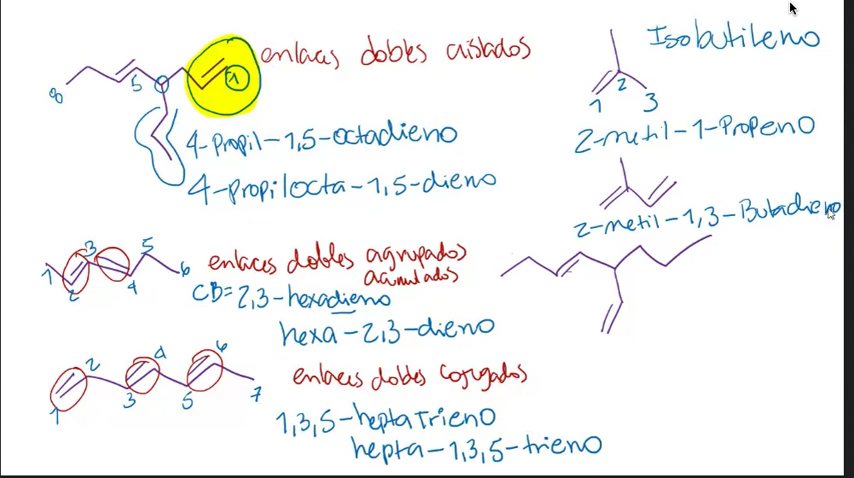 enlaces dobles aislados
8
5
1
4-Propil-1,5-octadieno
4-propilocta-1,5-dieno
Isobutileno
1 2 3
2-metil-1-Propeno
2-metil-1,3-Butadieno
1 2 3 4 5 6
enlaces dobles agrupados
acumulados
CB=2,3-hexadieno
hexa-2,3-dieno
1 2 3 4 5 6 7
enlaces dobles cojugados
1,3,5-heptaTrieno
hepta-1,3,5-trieno